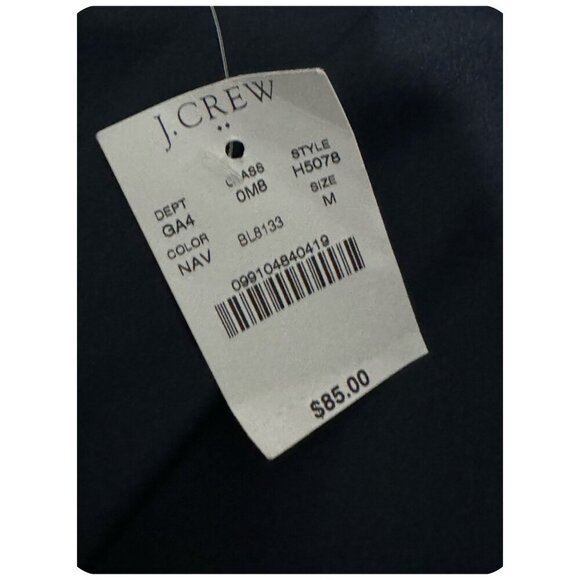 J.CREW
DEPT CLASS STYLE
GA4 0M8 H5078
COLOR SIZE
NAV BL8133 M
099104840419
$85.00